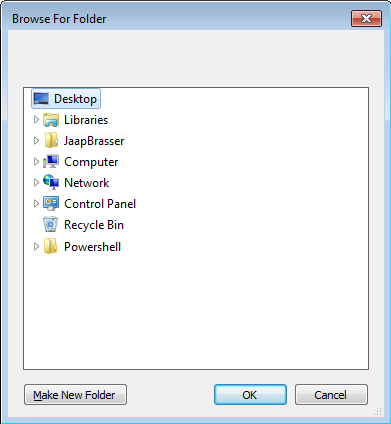 Browse For Folder
Desktop
Libraries
JaapBrasser
Computer
Network
Control Panel
Recycle Bin
Powershell
Make New Folder
OK
Cancel